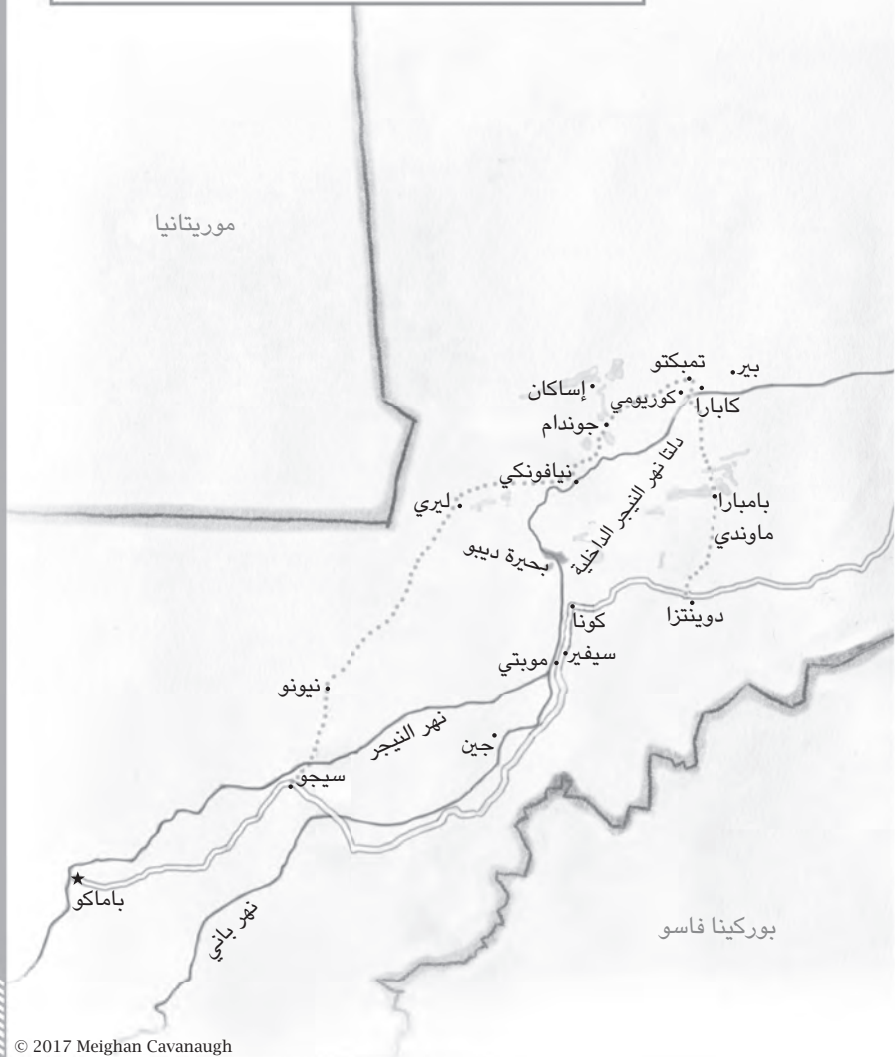 موريتانيا
تمبكتو
بير
إساكان
كوريومي
كابارا
جوندام
نيافونكي
دلتا نهر النيجر الداخلية
ليري
بامبارا
ماوندي
بحيرة ديبو
كونا
دوينتزا
سيفير
موبتي
نيونو
نهر النيجر
جين
سيجو
باماكو
نهر باني
بوركينا فاسو
© 2017 Meighan Cavanaugh